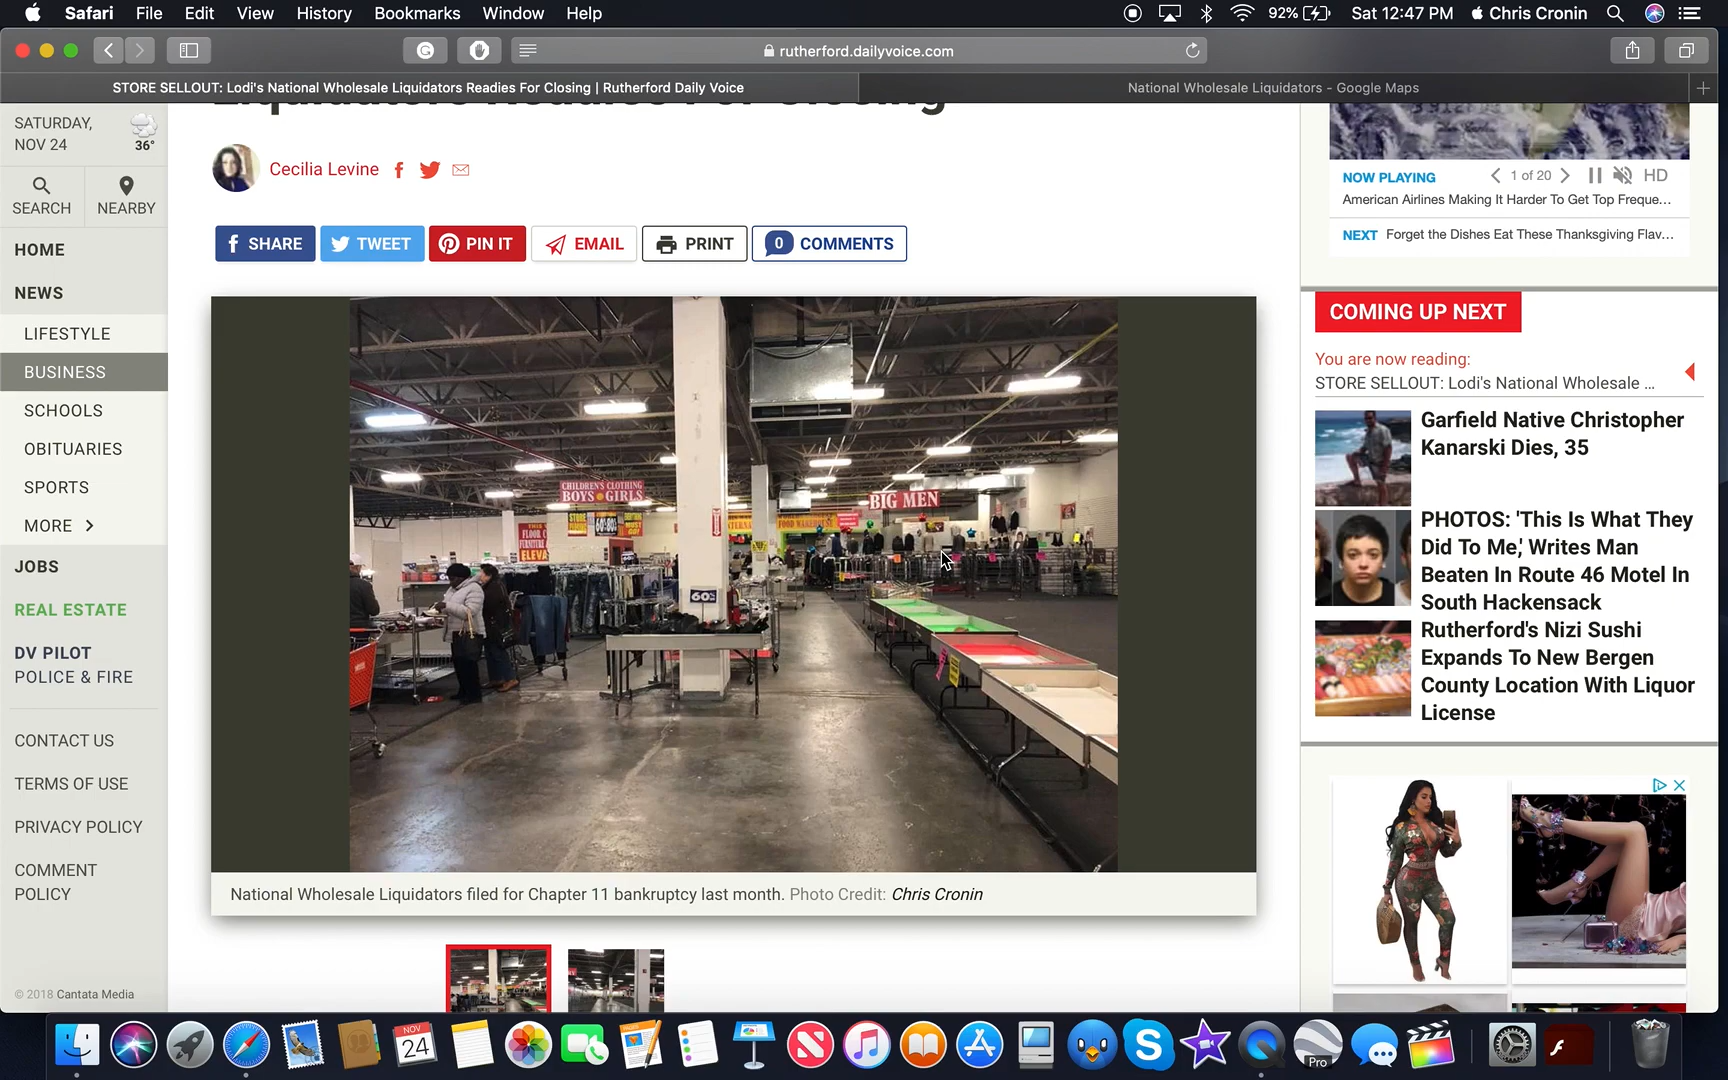 Safari File Edit View History Bookmarks Window Help
92% Sat 12:47 PM Chris Cronin
rutherford.dailyvoice.com
STORE SELLOUT: Lodi's National Wholesale Liquidators Readies For Closing | Rutherford Daily Voice
National Wholesale Liquidators - Google Maps
Liquidators Readies For Closing
SATURDAY,
NOV 24
36°
SEARCH
NEARBY
HOME
NEWS
LIFESTYLE
BUSINESS
SCHOOLS
OBITUARIES
SPORTS
MORE
JOBS
REAL ESTATE
DV PILOT
POLICE & FIRE
CONTACT US
TERMS OF USE
PRIVACY POLICY
COMMENT
POLICY
© 2018 Cantata Media
Cecilia Levine
SHARE
TWEET
PIN IT
EMAIL
PRINT
0 COMMENTS
CHILDREN'S CLOTHING
BOYS GIRLS
BIG MEN
FOOD WAREHOUSE
60%
National Wholesale Liquidators filed for Chapter 11 bankruptcy last month. Photo Credit: Chris Cronin
NOW PLAYING
1 of 20
HD
American Airlines Making It Harder To Get Top Freque...
NEXT Forget the Dishes Eat These Thanksgiving Flav...
COMING UP NEXT
You are now reading:
STORE SELLOUT: Lodi's National Wholesale ...
Garfield Native Christopher
Kanarski Dies, 35
PHOTOS: 'This Is What They
Did To Me,' Writes Man
Beaten In Route 46 Motel In
South Hackensack
Rutherford's Nizi Sushi
Expands To New Bergen
County Location With Liquor
License
NOV
24
Pro